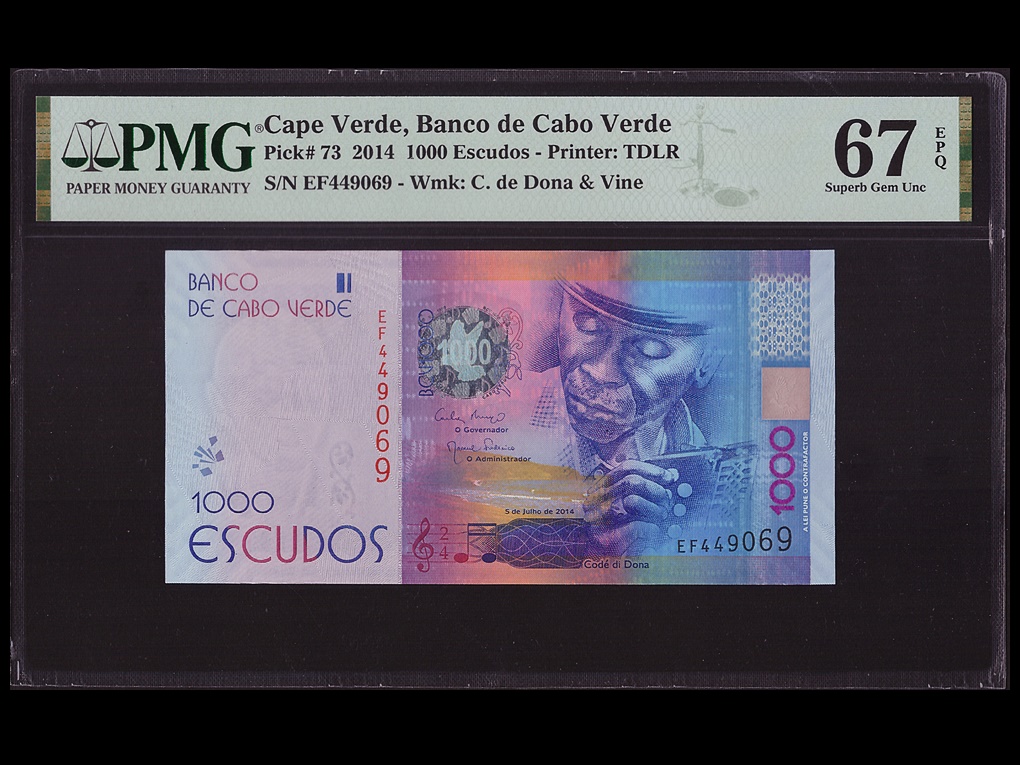 PMG®
PAPER MONEY GUARANTY
Cape Verde, Banco de Cabo Verde
Pick# 73 2014 1000 Escudos - Printer: TDLR
S/N EF449069 - Wmk: C. de Dona & Vine
67
EPQ
Superb Gem Unc
BANCO
DE CABO VERDE
EF449069
1000
O Governador
O Administrador
5 de Julho de 2014
2
4
1000
ESCUDOS
Codé di Dona
EF449069
1000
A LEI PUNE O CONTRAFACTOR